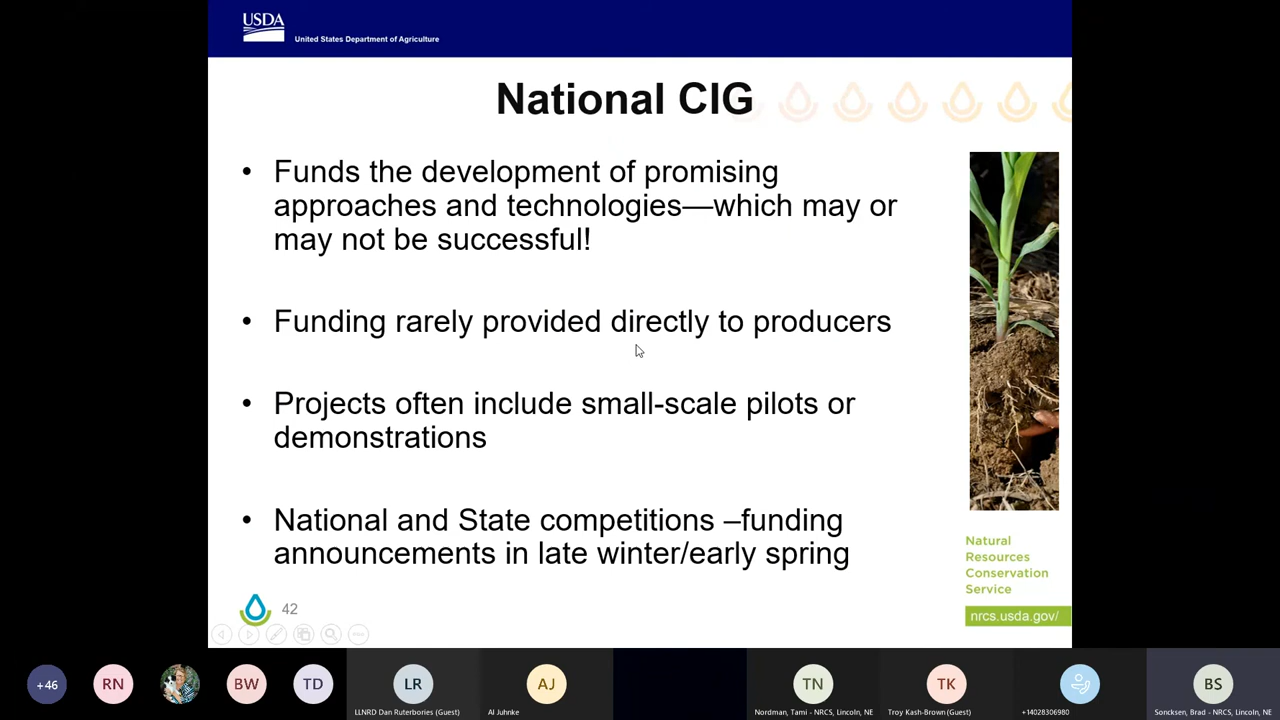 USDA
United States Department of Agriculture
National CIG
• Funds the development of promising
approaches and technologies—which may or
may not be successful!
• Funding rarely provided directly to producers
• Projects often include small-scale pilots or
demonstrations
• National and State competitions –funding
announcements in late winter/early spring
Natural
Resources
Conservation
Service
nrcs.usda.gov/
42
+46
RN
BW
TD
LR
AJ
TN
TK
BS
LLNRD Dan Ruterbories (Guest)
Al Juhnke
Nordman, Tami - NRCS, Lincoln, NE
Troy Kash-Brown (Guest)
+14028306980
Soncksen, Brad - NRCS, Lincoln, NE